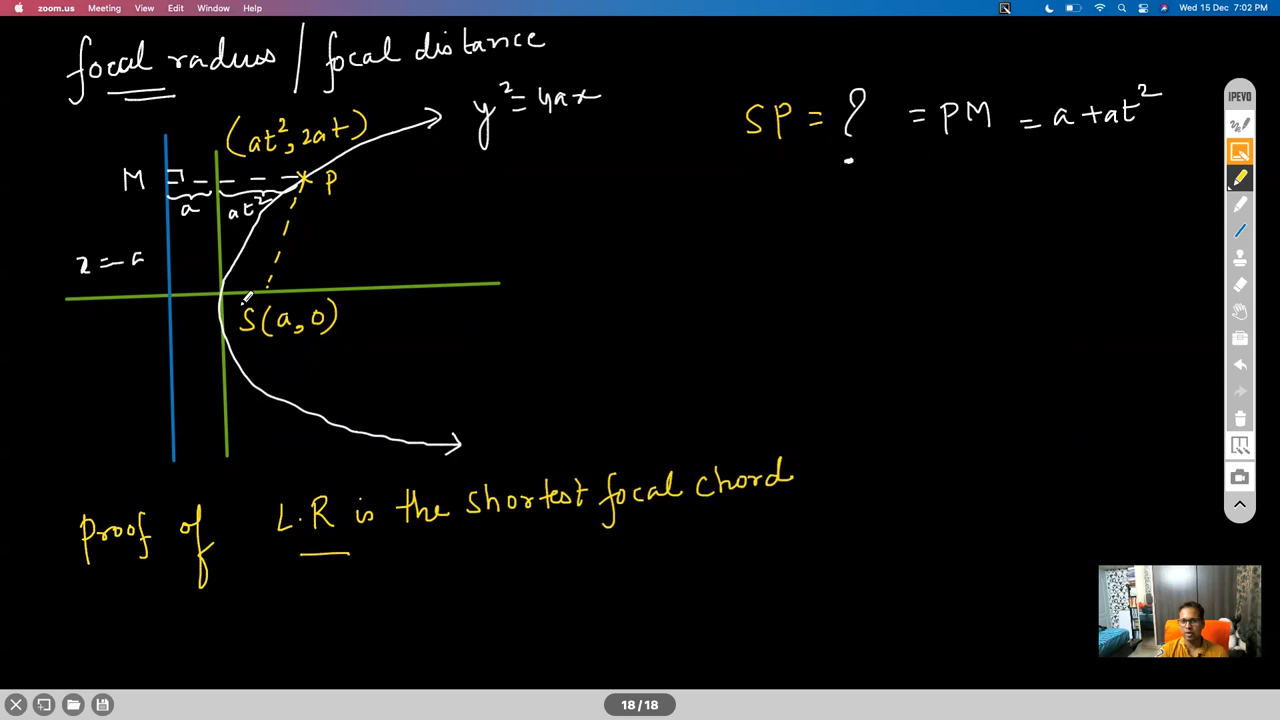 zoom.us Meeting View Edit Window Help
Wed 15 Dec 7:02 PM
focal radius / focal distance
y² = 4ax
SP = ? = PM = a + at²
(at², 2at)
M
P
a
at²
x = - a
S(a, 0)
Proof of L.R is the shortest focal chord
IPEVO
18 / 18